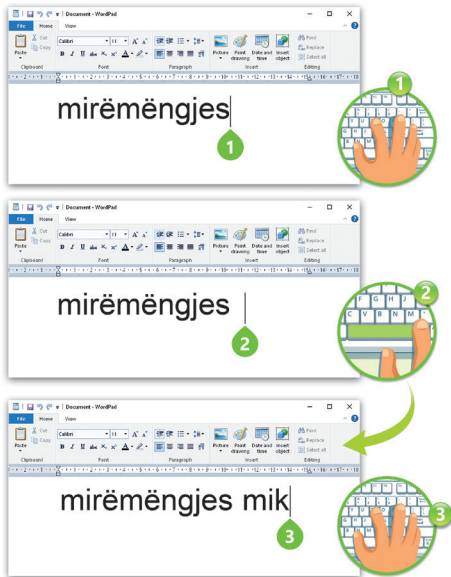 Document - WordPad
File Home View
Cut
Copy
Paste
Calibri 11
Picture
Paint drawing
Date and time
Insert object
Find
Replace
Select all
Clipboard Font Paragraph Insert Editing
mirëmëngjes
1
1
Document - WordPad
File Home View
Cut
Copy
Paste
Calibri 11
Picture
Paint drawing
Date and time
Insert object
Find
Replace
Select all
Clipboard Font Paragraph Insert Editing
mirëmëngjes
2
2
F G H J
C V B N M
Document - WordPad
File Home View
Cut
Copy
Paste
Calibri 11
Picture
Paint drawing
Date and time
Insert object
Find
Replace
Select all
Clipboard Font Paragraph Insert Editing
mirëmëngjes mik
3
3